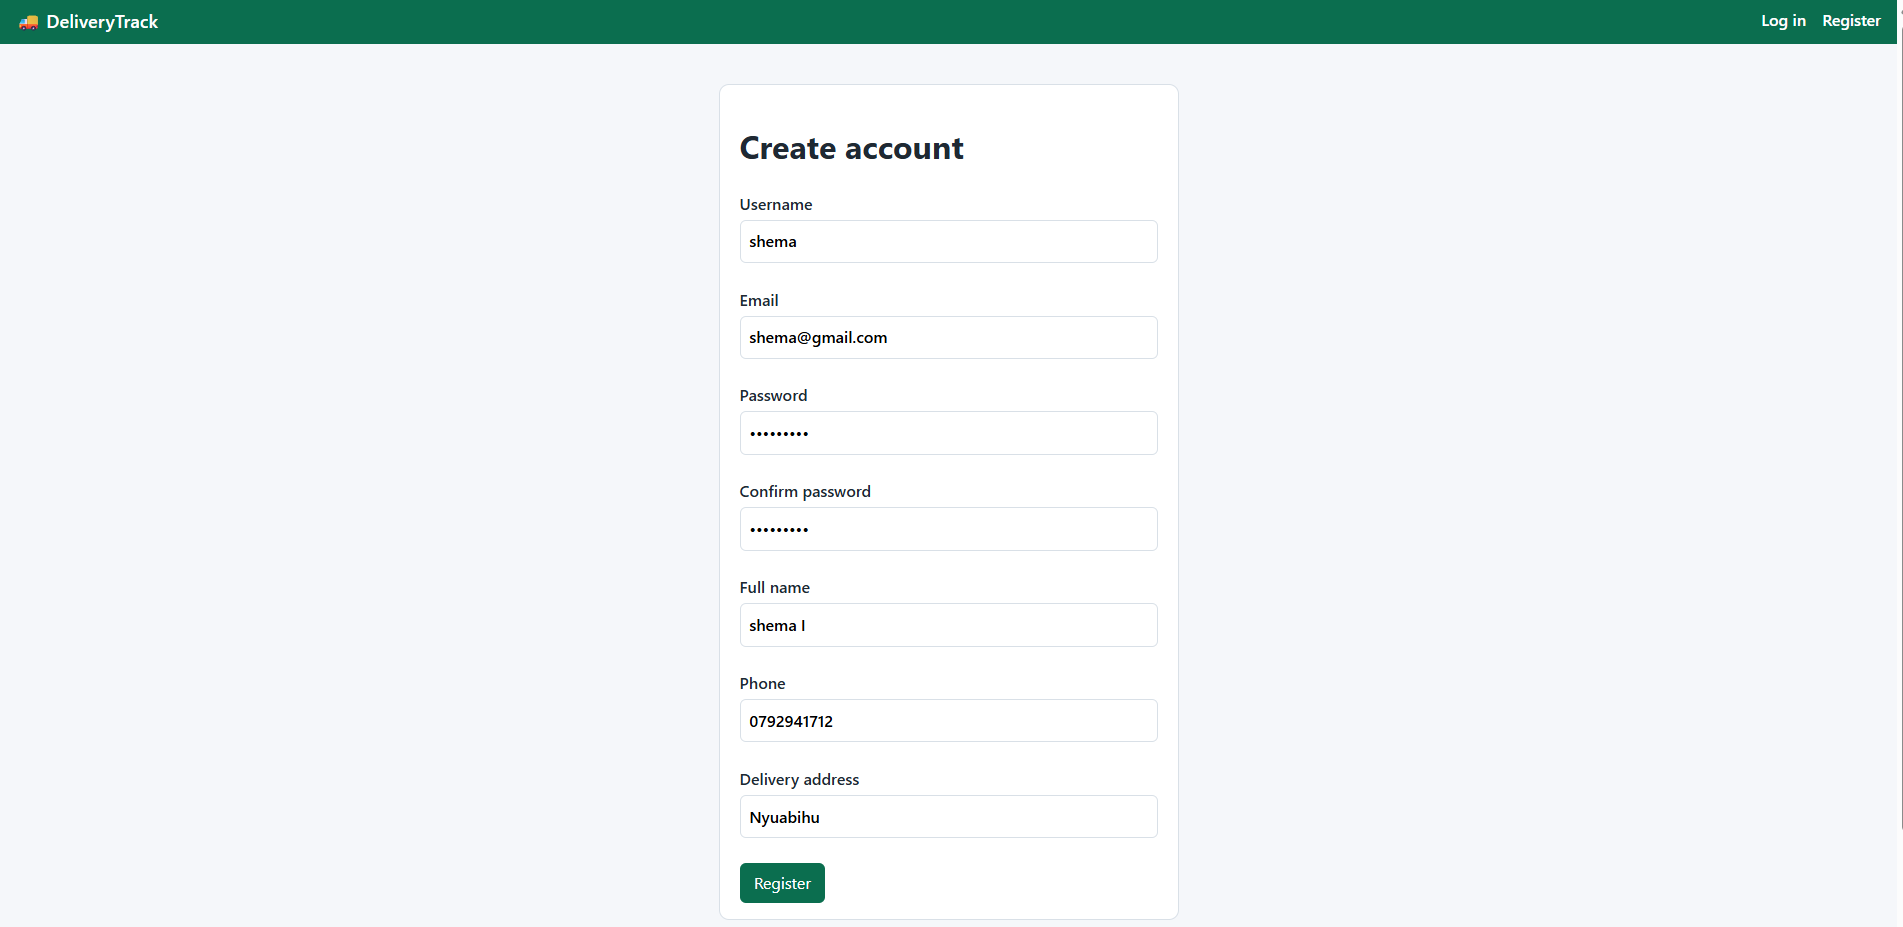 DeliveryTrack
Log in Register
Create account
Username
shema
Email
shema@gmail.com
Password
•••••••••
Confirm password
•••••••••
Full name
shema I
Phone
0792941712
Delivery address
Nyuabihu
Register